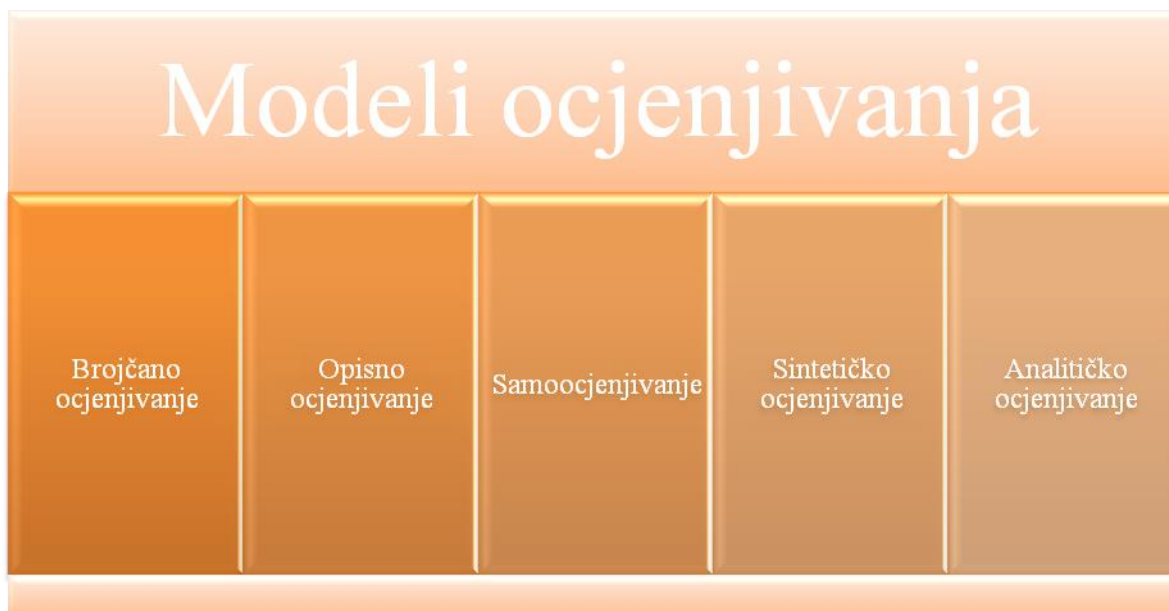 Modeli ocjenjivanja
Brojčano
ocjenjivanje
Opisno
ocjenjivanje
Samoocjenjivanje
Sintetičko
ocjenjivanje
Analitičko
ocjenjivanje